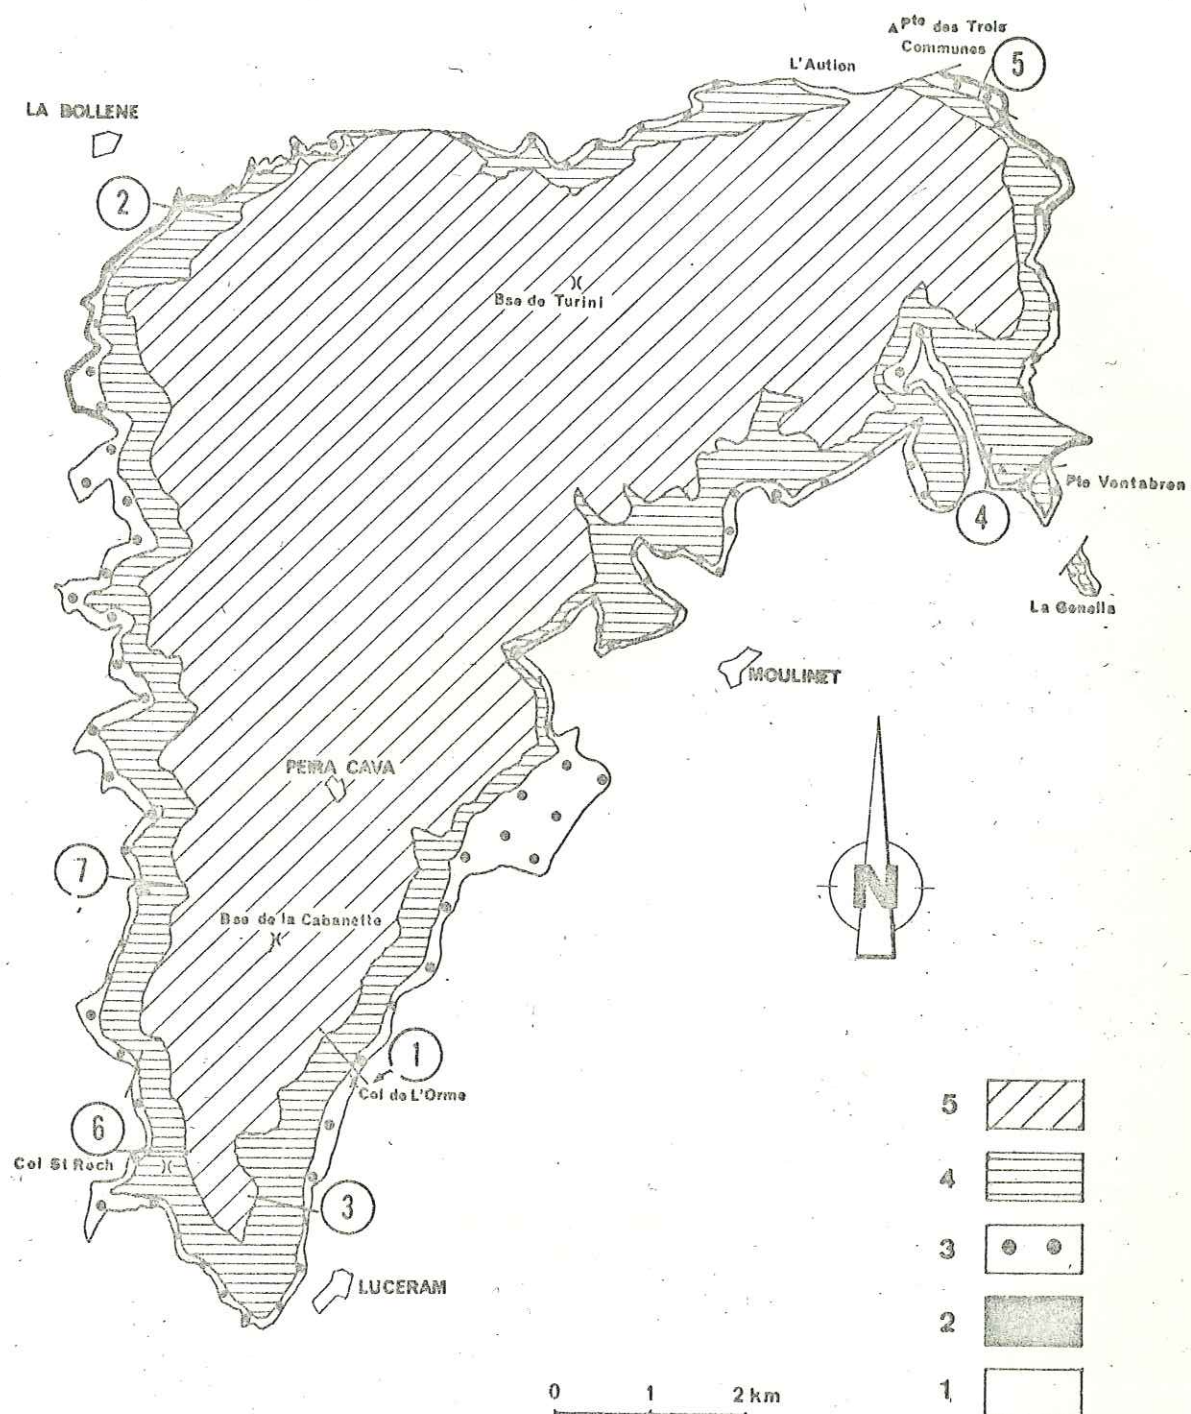 Pte des Trois
Communes
5
L'Aution
LA BOLLENE
2
Bse de Turini
Pte Ventabren
4
La Gonella
MOULINET
PEIRA CAVA
7
N
Bse de la Cabanette
1
Col de L'Orme
6
Col St Roch
3
LUCERAM
5
4
3
2
1
0 1 2 km